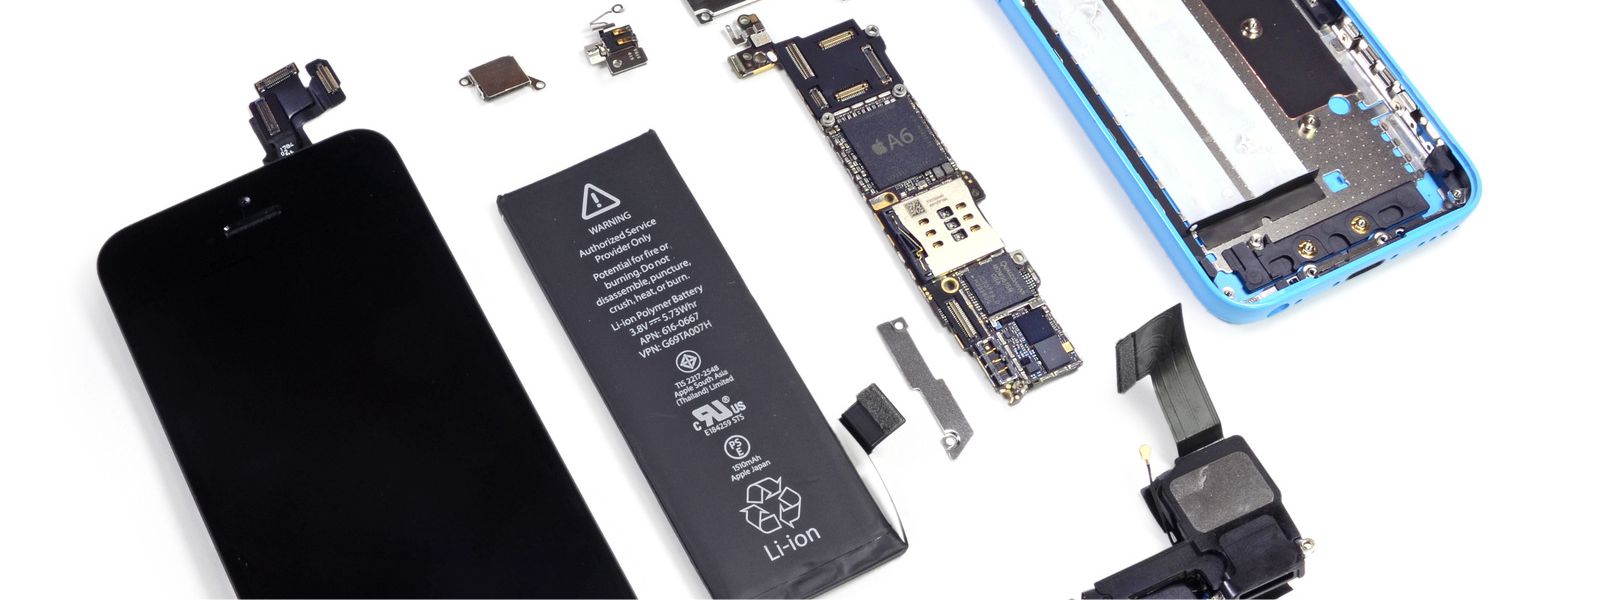 WARNING
Authorized Service
Provider Only
Potential for fire or
burning. Do not
disassemble, puncture,
crush, heat, or burn.
Li-ion Polymer Battery
3.8V 5.73Whr
APN: 616-0667
VPN: G69TA007H
TIS 2217-2548
Apple South Asia
(Thailand) Limited
c RU® US
E184259 STS
PS
E
1510mAh
Apple Japan
Li-ion
A6